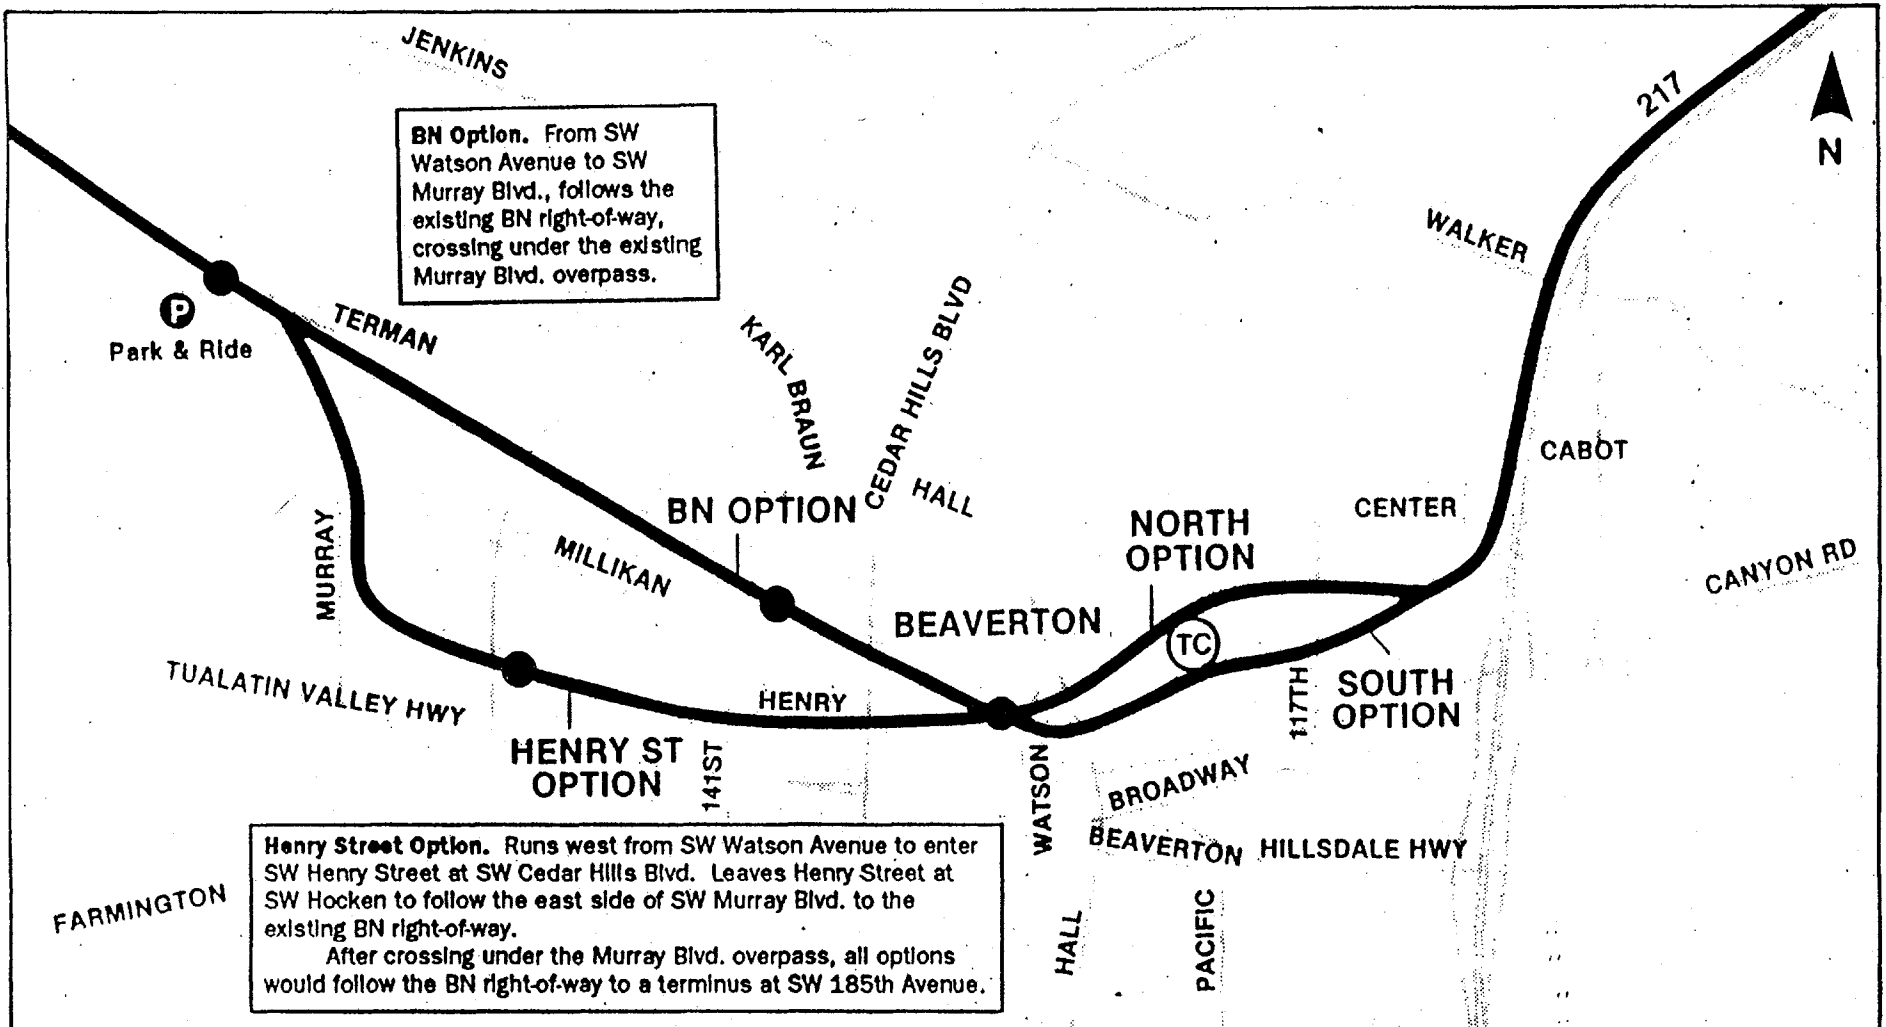 JENKINS
217
N
BN Option. From SW
Watson Avenue to SW
Murray Blvd., follows the
existing BN right-of-way,
crossing under the existing
Murray Blvd. overpass.
WALKER
P
Park & Ride
TERMAN
KARL BRAUN
CEDAR HILLS BLVD
HALL
CABOT
CENTER
BN OPTION
NORTH
OPTION
MURRAY
MILLIKAN
CANYON RD
BEAVERTON
TC
TUALATIN VALLEY HWY
HENRY
117TH
SOUTH
OPTION
HENRY ST
OPTION
141ST
WATSON
BROADWAY
BEAVERTON HILLSDALE HWY
Henry Street Option. Runs west from SW Watson Avenue to enter
SW Henry Street at SW Cedar Hills Blvd. Leaves Henry Street at
SW Hocken to follow the east side of SW Murray Blvd. to the
existing BN right-of-way.
After crossing under the Murray Blvd. overpass, all options
would follow the BN right-of-way to a terminus at SW 185th Avenue.
FARMINGTON
HALL
PACIFIC